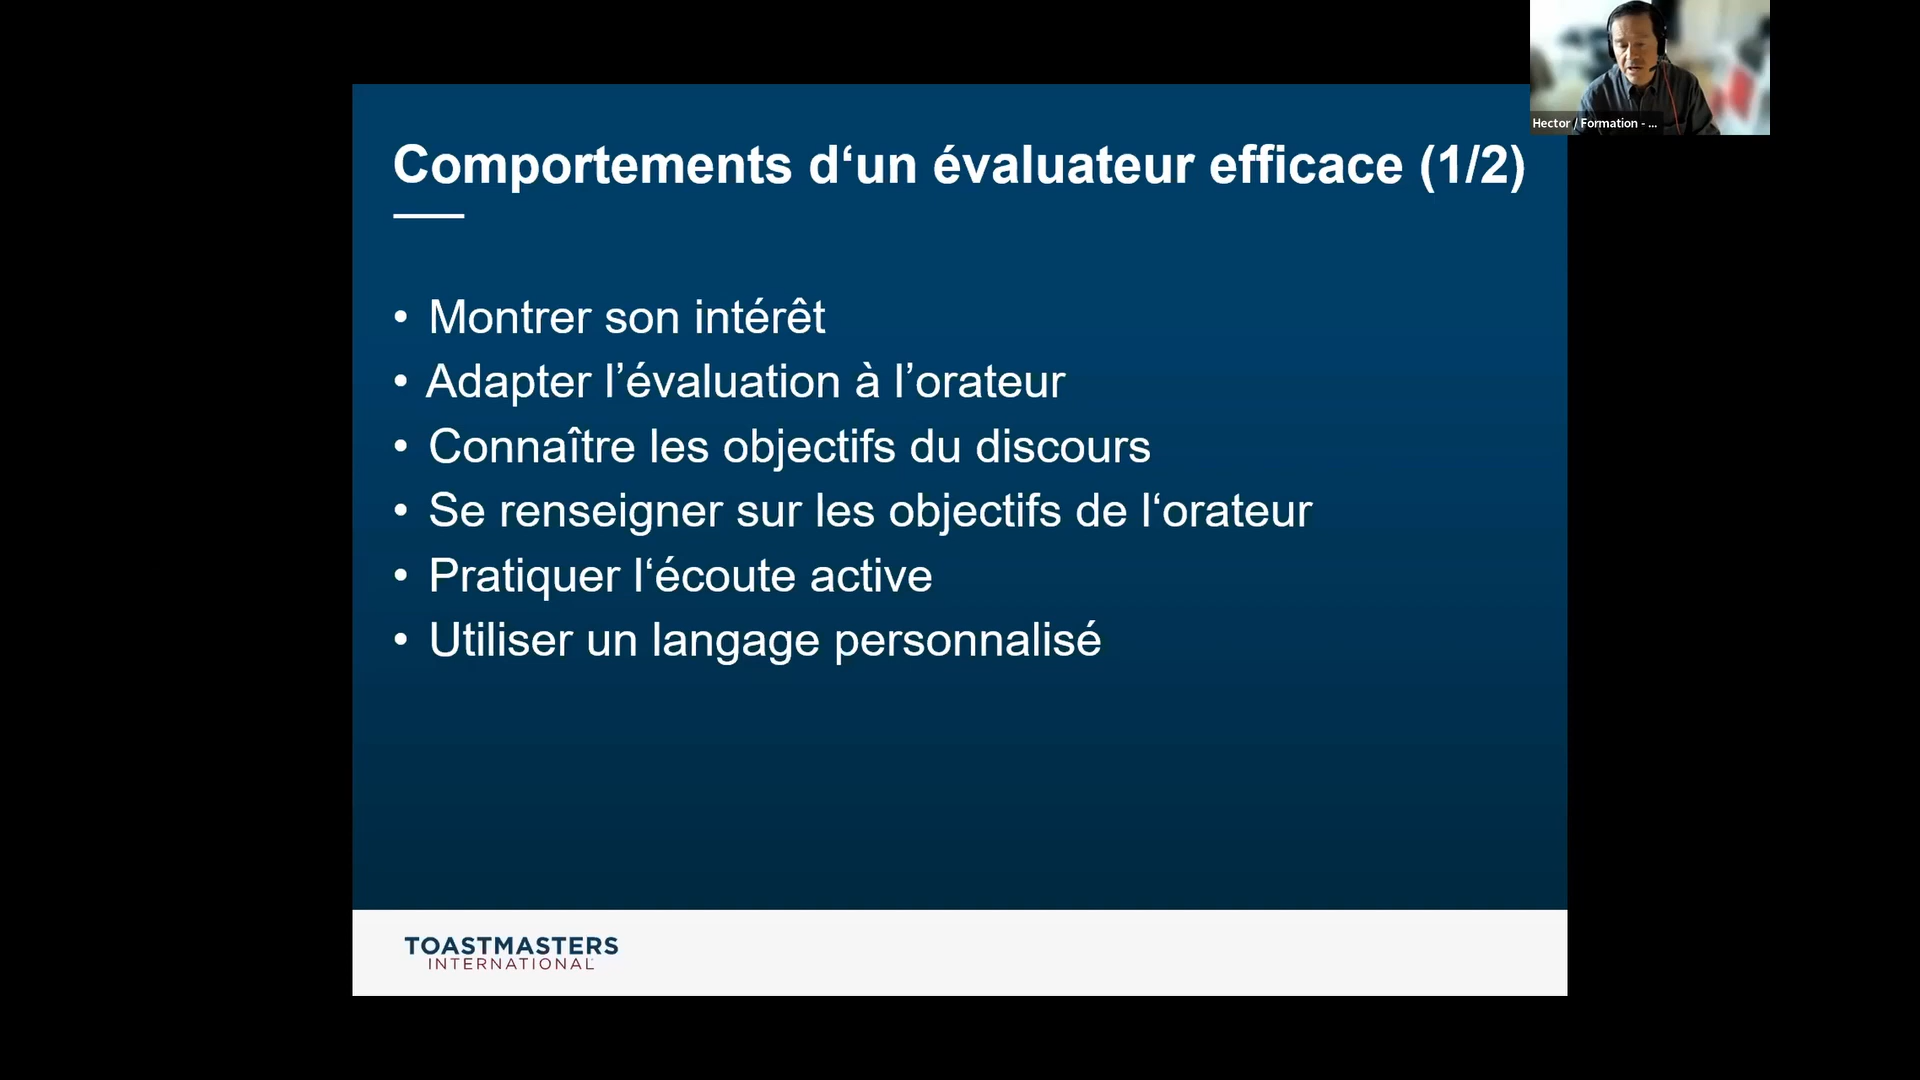 Hector / Formation - ...
Comportements d‘un évaluateur efficace (1/2)
• Montrer son intérêt
• Adapter l’évaluation à l’orateur
• Connaître les objectifs du discours
• Se renseigner sur les objectifs de l‘orateur
• Pratiquer l‘écoute active
• Utiliser un langage personnalisé
TOASTMASTERS
INTERNATIONAL